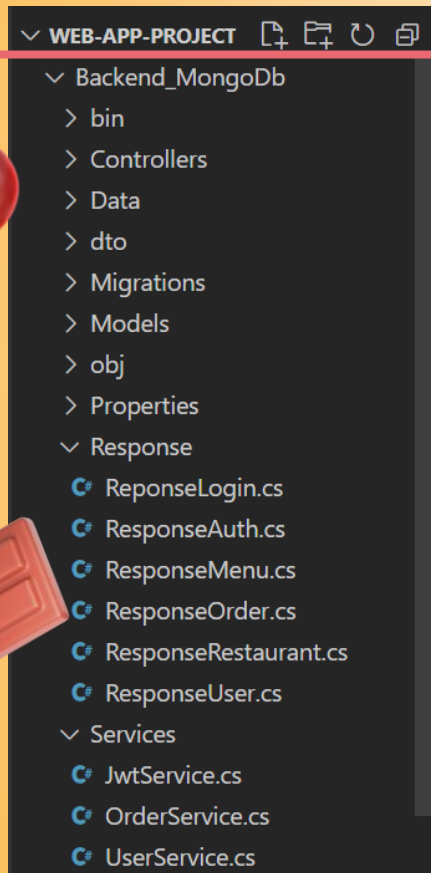 WEB-APP-PROJECT
Backend_MongoDb
bin
Controllers
Data
dto
Migrations
Models
obj
Properties
Response
C# ReponseLogin.cs
C# ResponseAuth.cs
C# ResponseMenu.cs
C# ResponseOrder.cs
C# ResponseRestaurant.cs
C# ResponseUser.cs
Services
C# JwtService.cs
C# OrderService.cs
C# UserService.cs